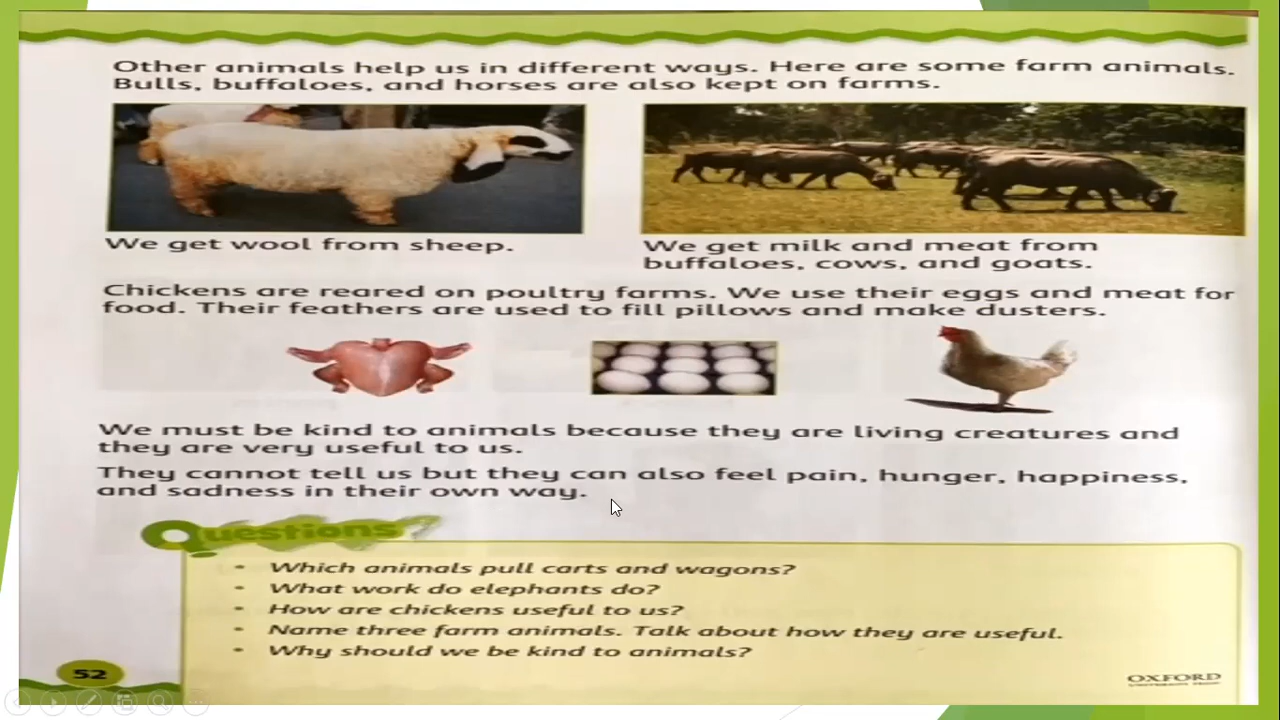 Other animals help us in different ways. Here are some farm animals.
Bulls, buffaloes, and horses are also kept on farms.
We get wool from sheep.
We get milk and meat from
buffaloes, cows, and goats.
Chickens are reared on poultry farms. We use their eggs and meat for
food. Their feathers are used to fill pillows and make dusters.
We must be kind to animals because they are living creatures and
they are very useful to us.
They cannot tell us but they can also feel pain, hunger, happiness,
and sadness in their own way.
Questions?
• Which animals pull carts and wagons?
• What work do elephants do?
• How are chickens useful to us?
• Name three farm animals. Talk about how they are useful.
• Why should we be kind to animals?
52
OXFORD